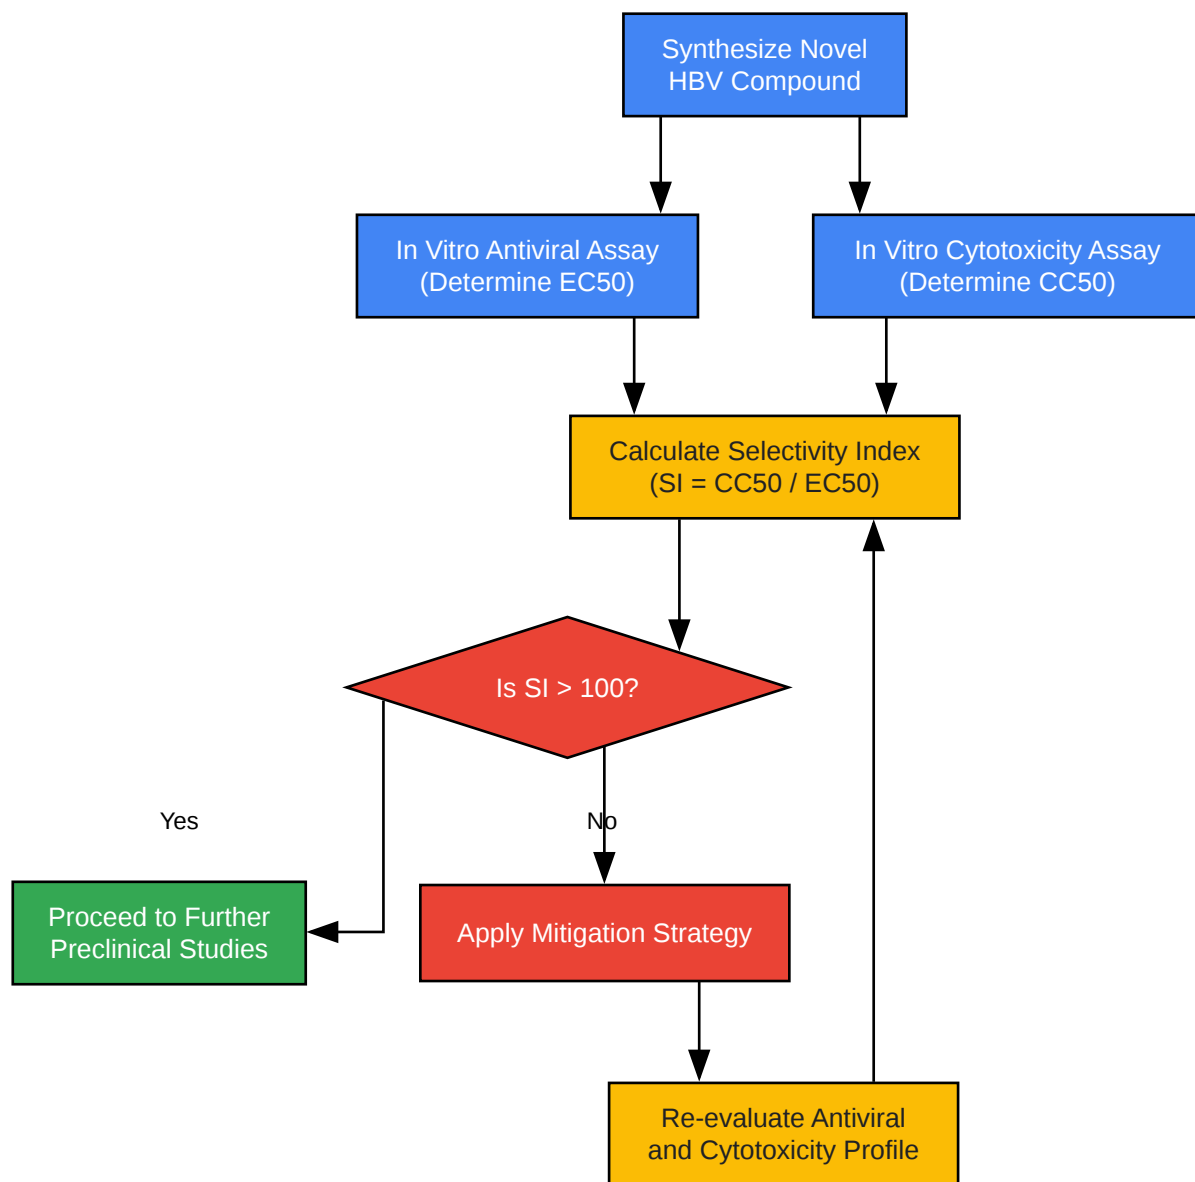 Synthesize Novel
HBV Compound
In Vitro Antiviral Assay
(Determine EC50)
In Vitro Cytotoxicity Assay
(Determine CC50)
Calculate Selectivity Index
(SI = CC50 / EC50)
Is SI > 100?
Yes
No
Proceed to Further
Preclinical Studies
Apply Mitigation Strategy
Re-evaluate Antiviral
and Cytotoxicity Profile